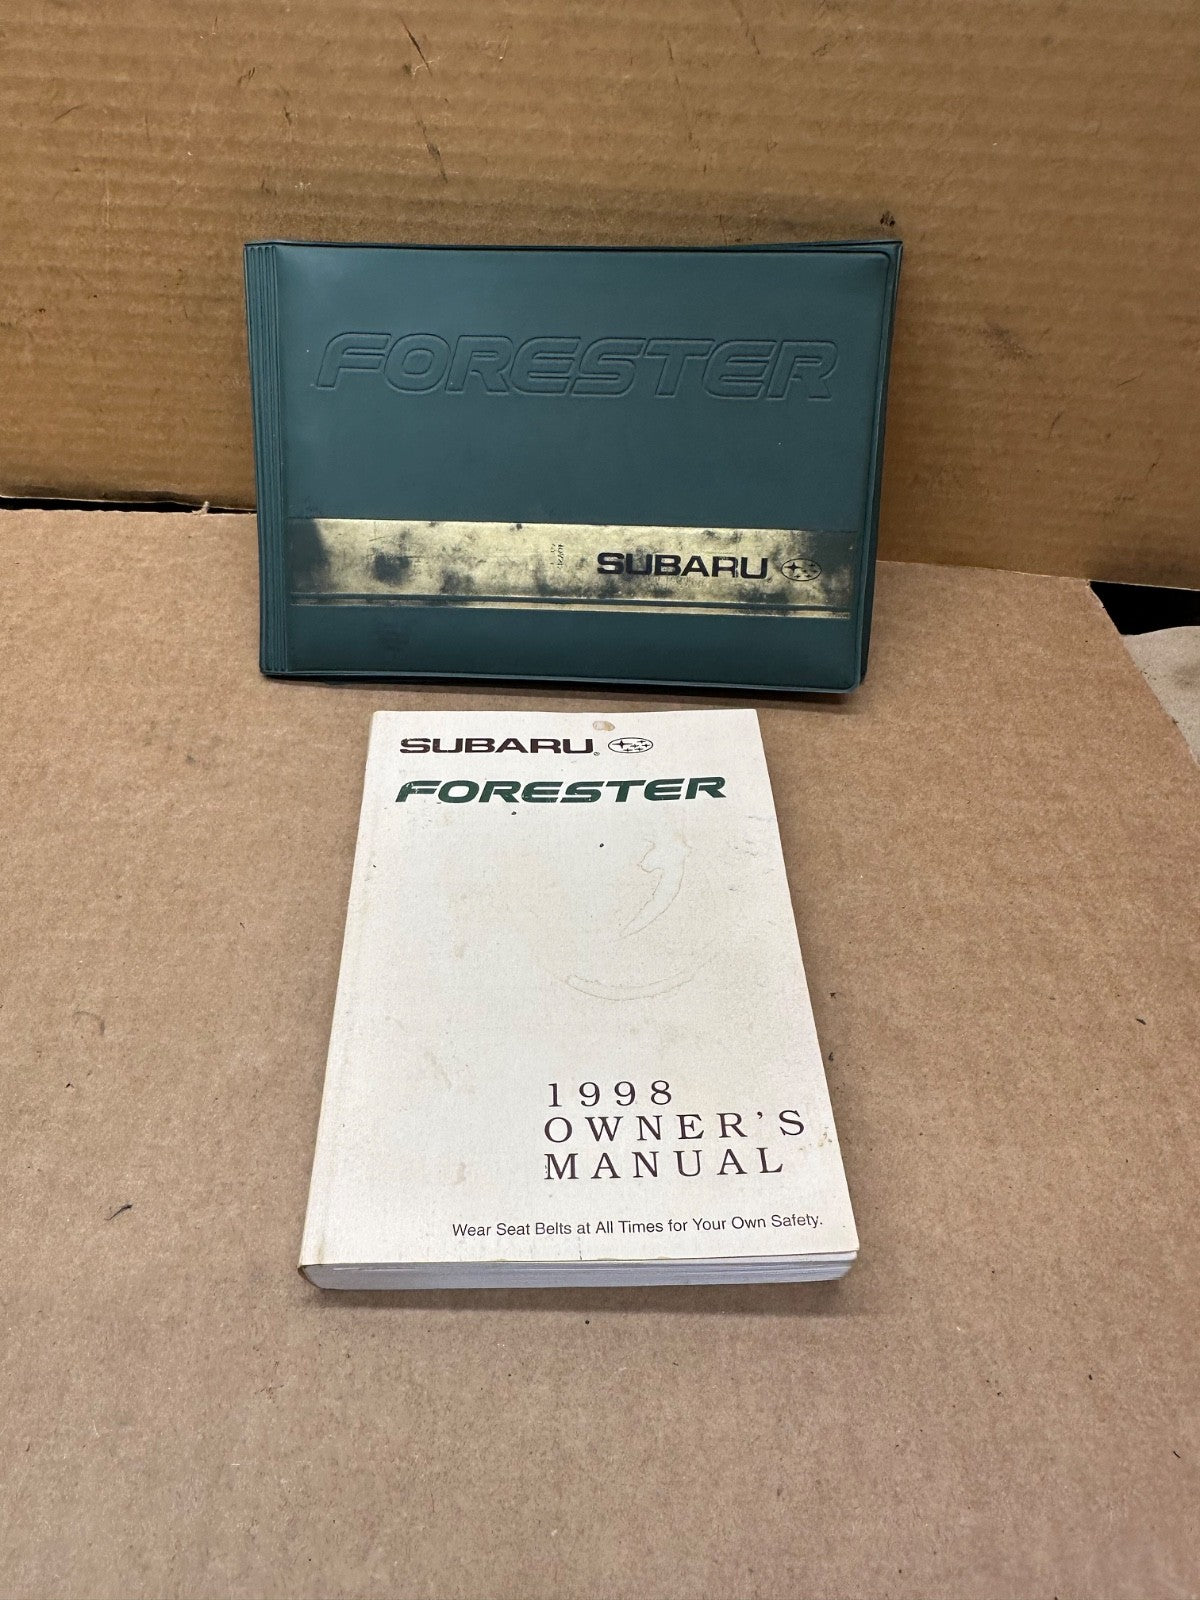 FORESTER
SUBARU
SUBARU®
FORESTER
1998
OWNER'S
MANUAL
Wear Seat Belts at All Times for Your Own Safety.